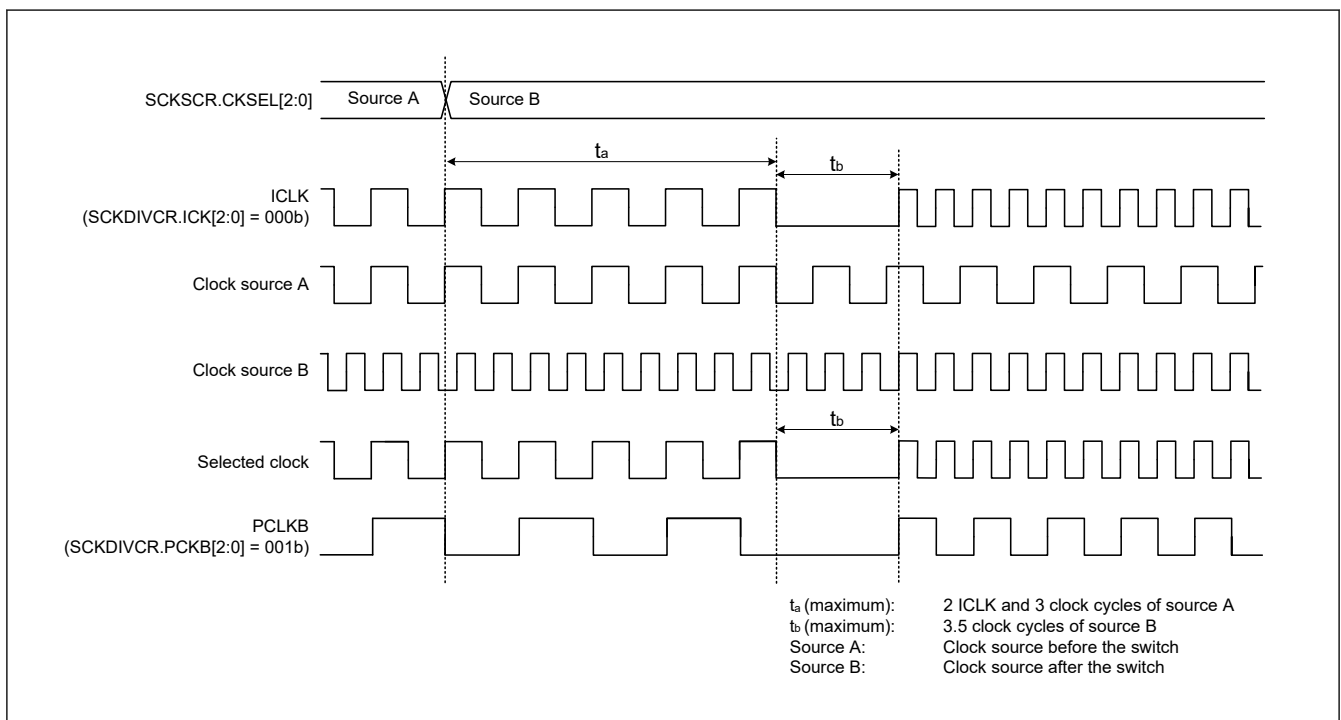 SCKSCR.CKSEL[2:0] Source A Source B
ta tb
ICLK
(SCKDIVCR.ICK[2:0] = 000b)
Clock source A
Clock source B
tb
Selected clock
PCLKB
(SCKDIVCR.PCKB[2:0] = 001b)
ta (maximum): 2 ICLK and 3 clock cycles of source A
tb (maximum): 3.5 clock cycles of source B
Source A: Clock source before the switch
Source B: Clock source after the switch